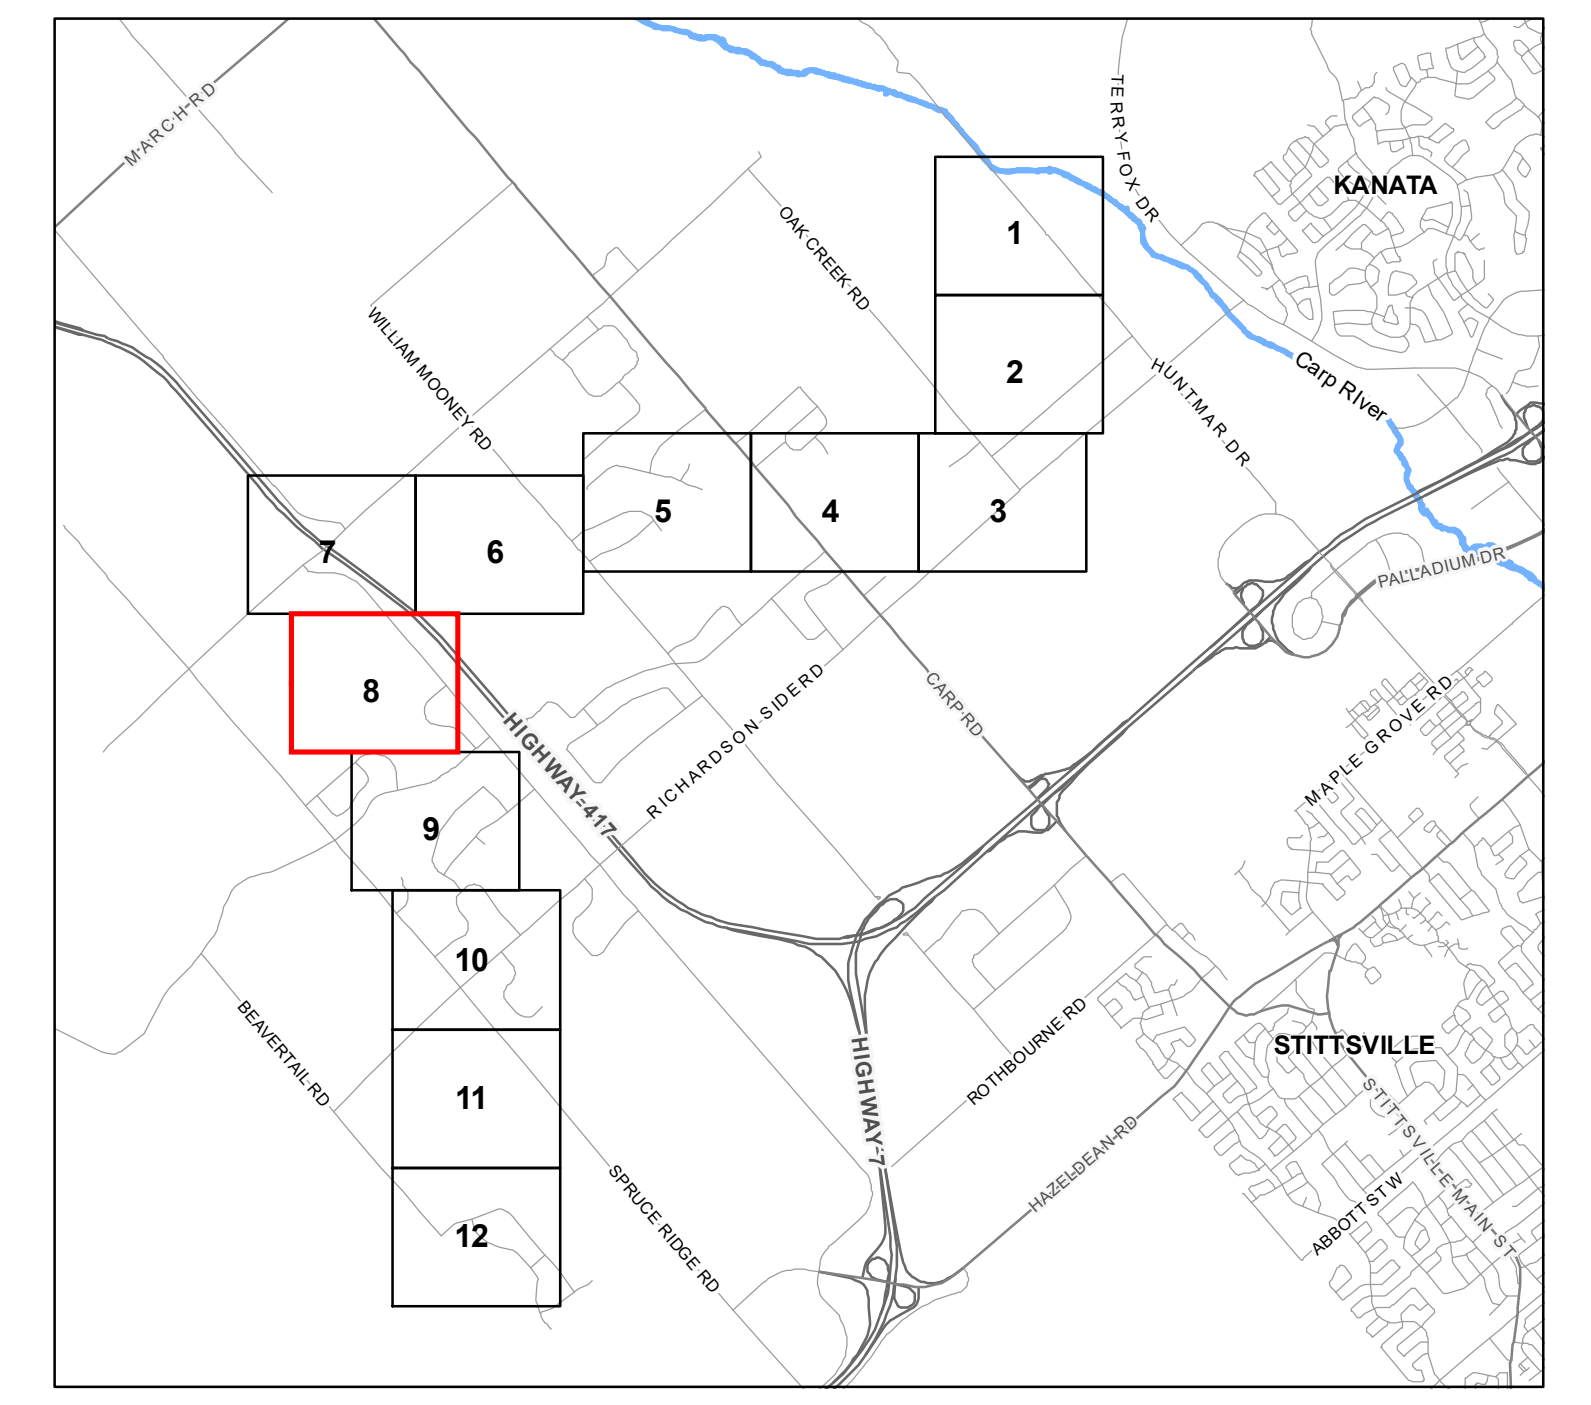 MARCH RD
TERRY FOX DR
KANATA
OAK CREEK RD
1
WILLIAM MOONEY RD
2
HUNTMAR DR
Carp RIver
5
4
3
7
6
PALLADIUM DR
8
HIGHWAY 417
RICHARDSON SIDERD
CARP RD
MAPLE GROVE RD
9
10
BEAVERTAIL RD
HIGHWAY 7
ROTHBOURNE RD
STITTSVILLE
11
STITTSVILLE MAIN ST
HAZELDEAN RD
SPRUCE RIDGE RD
ABBOTT ST W
12